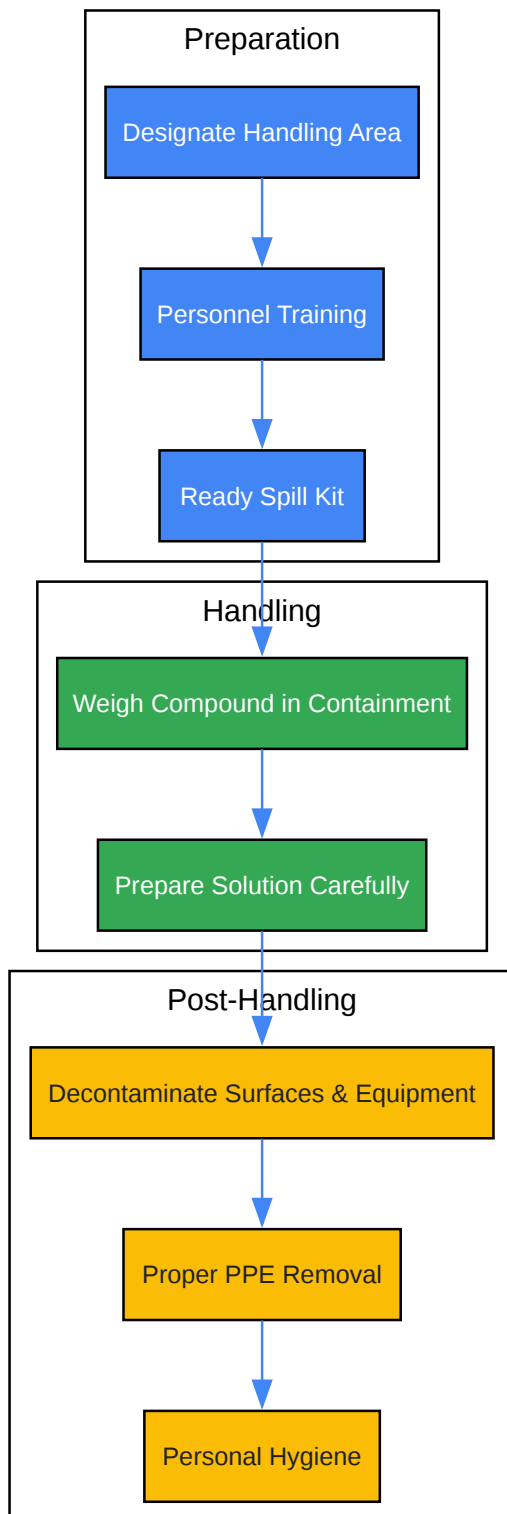 Preparation
Designate Handling Area
Personnel Training
Ready Spill Kit
Handling
Weigh Compound in Containment
Prepare Solution Carefully
Post-Handling
Decontaminate Surfaces & Equipment
Proper PPE Removal
Personal Hygiene